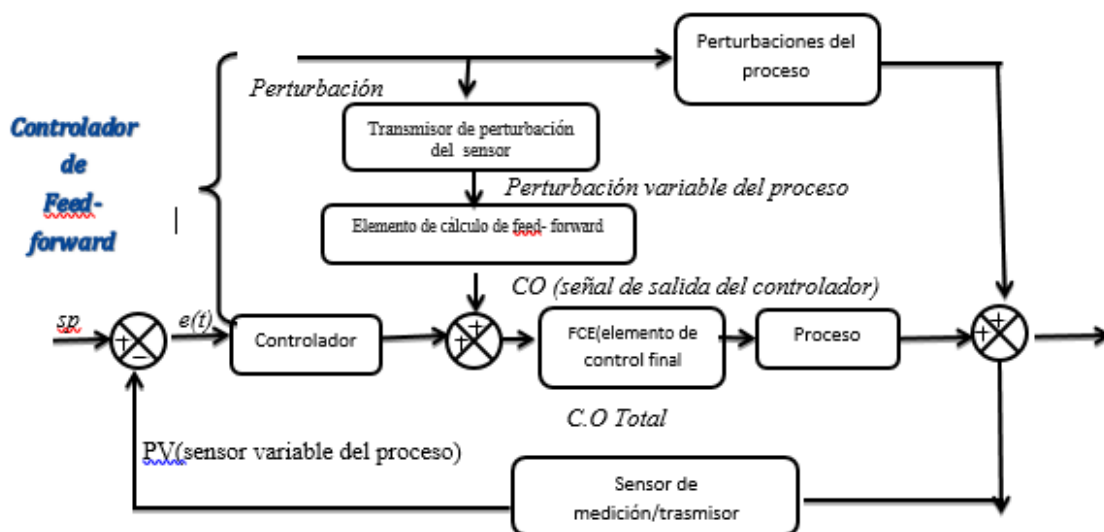 Perturbaciones del
proceso
Perturbación
Controlador
de
Feed-
forward
Transmisor de perturbación
del sensor
Perturbación variable del proceso
Elemento de cálculo de feed- forward
CO (señal de salida del controlador)
sp
e(t)
Controlador
FCE(elemento de
control final
Proceso
C.O Total
PV(sensor variable del proceso)
Sensor de
medición/trasmisor